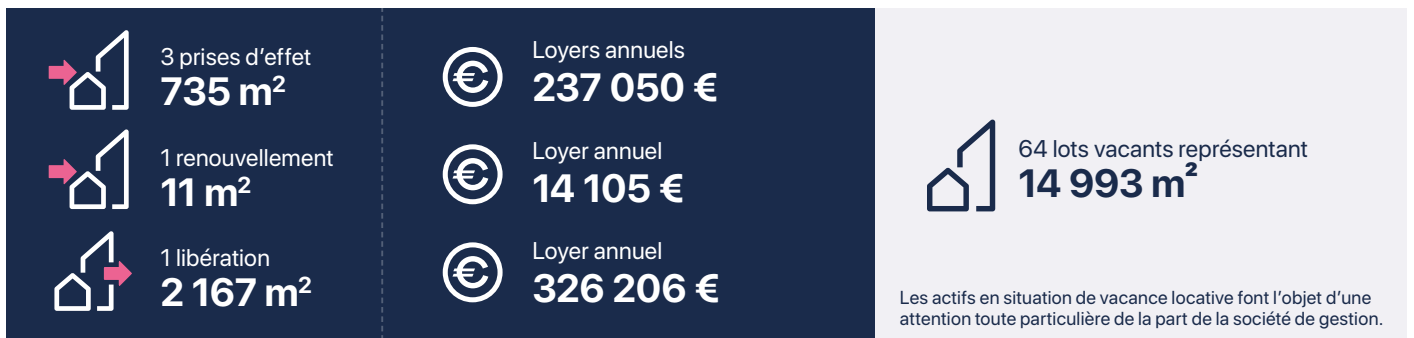 3 prises d’effet
735 m²
Loyers annuels
237 050 €
1 renouvellement
11 m²
Loyer annuel
14 105 €
1 libération
2 167 m²
Loyer annuel
326 206 €
64 lots vacants représentant
14 993 m²
Les actifs en situation de vacance locative font l’objet d’une
attention toute particulière de la part de la société de gestion.